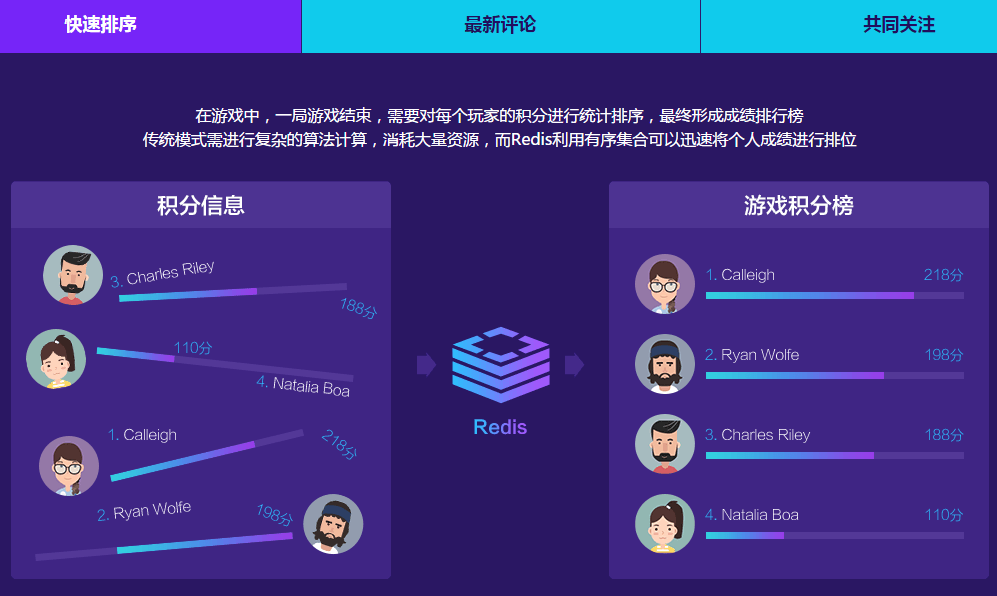 快速排序
最新评论
共同关注
在游戏中，一局游戏结束，需要对每个玩家的积分进行统计排序，最终形成成绩排行榜
传统模式需进行复杂的算法计算，消耗大量资源，而Redis利用有序集合可以迅速将个人成绩进行排位
积分信息
3. Charles Riley
188分
110分
4. Natalia Boa
1. Calleigh
218分
2. Ryan Wolfe
198分
Redis
游戏积分榜
1. Calleigh 218分
2. Ryan Wolfe 198分
3. Charles Riley 188分
4. Natalia Boa 110分